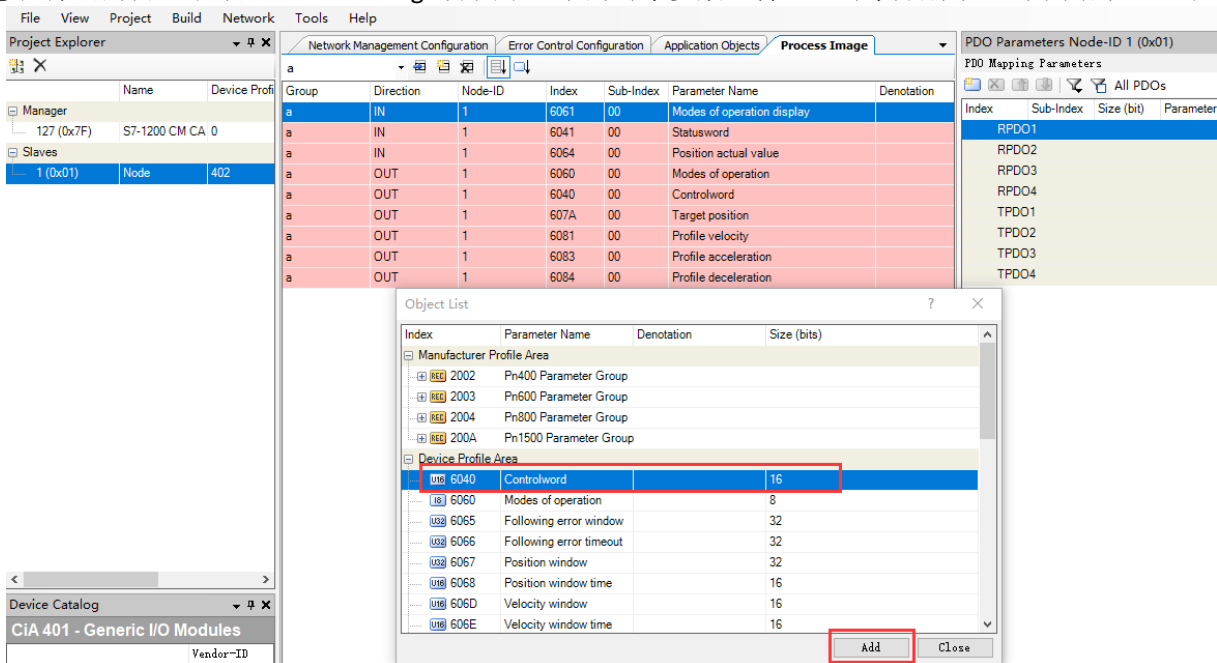 File View Project Build Network Tools Help
Project Explorer
Name Device Profi
Manager
127 (0x7F) S7-1200 CM CA 0
Slaves
1 (0x01) Node 402
Network Management Configuration Error Control Configuration Application Objects Process Image
a
Group Direction Node-ID Index Sub-Index Parameter Name Denotation
a IN 1 6061 00 Modes of operation display
a IN 1 6041 00 Statusword
a IN 1 6064 00 Position actual value
a OUT 1 6060 00 Modes of operation
a OUT 1 6040 00 Controlword
a OUT 1 607A 00 Target position
a OUT 1 6081 00 Profile velocity
a OUT 1 6083 00 Profile acceleration
a OUT 1 6084 00 Profile deceleration
PDO Parameters Node-ID 1 (0x01)
PDO Mapping Parameters
All PDOs
Index Sub-Index Size (bit) Parameter
RPDO1
RPDO2
RPDO3
RPDO4
TPDO1
TPDO2
TPDO3
TPDO4
Object List ?
Index Parameter Name Denotation Size (bits)
Manufacturer Profile Area
REC 2002 Pn400 Parameter Group
REC 2003 Pn600 Parameter Group
REC 2004 Pn800 Parameter Group
REC 200A Pn1500 Parameter Group
Device Profile Area
U16 6040 Controlword 16
I8 6060 Modes of operation 8
U32 6065 Following error window 32
U32 6066 Following error timeout 32
U32 6067 Position window 32
U16 6068 Position window time 16
U16 606D Velocity window 16
U16 606E Velocity window time 16
Add Close
Device Catalog
CiA 401 - Generic I/O Modules
Vendor-ID